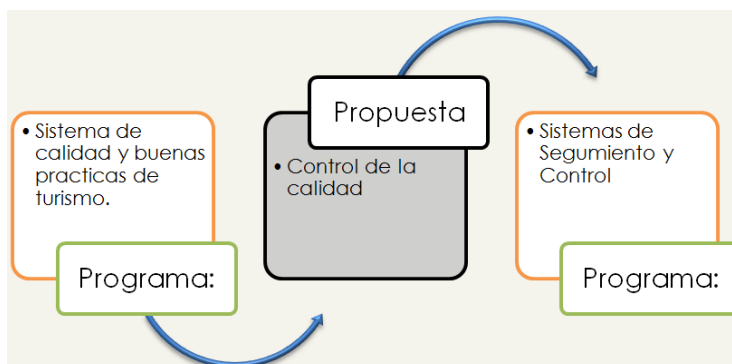 • Sistema de
calidad y buenas
practicas de
turismo.
Programa:
Propuesta
• Control de la
calidad
• Sistemas de
Segumiento y
Control
Programa: